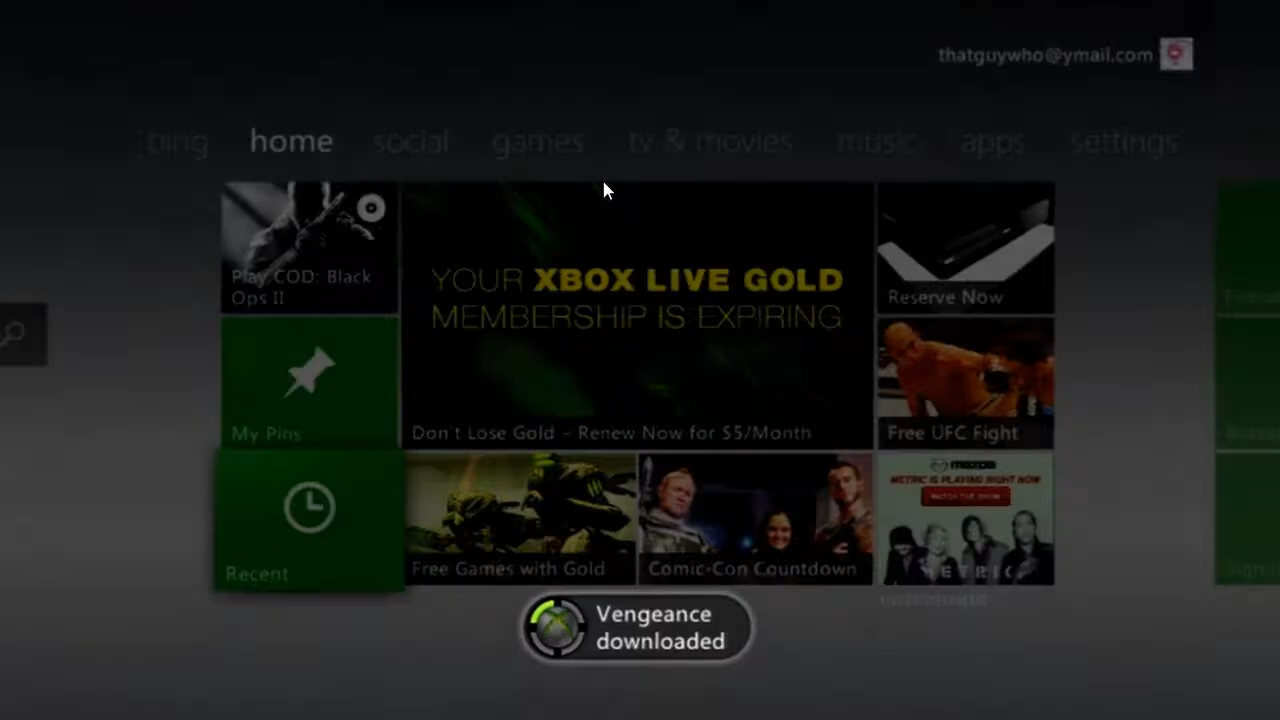 thatguywho@ymail.com
bing home social games tv & movies music apps settings
Play COD: Black
Ops II
YOUR XBOX LIVE GOLD
MEMBERSHIP IS EXPIRING
Reserve Now
My Pins
Don't Lose Gold - Renew Now for $5/Month
Free UFC Fight
METRIC IS PLAYING RIGHT NOW
WATCH THE SHOW
METRIC
Recent
Free Games with Gold
Comic-Con Countdown
Vengeance
downloaded